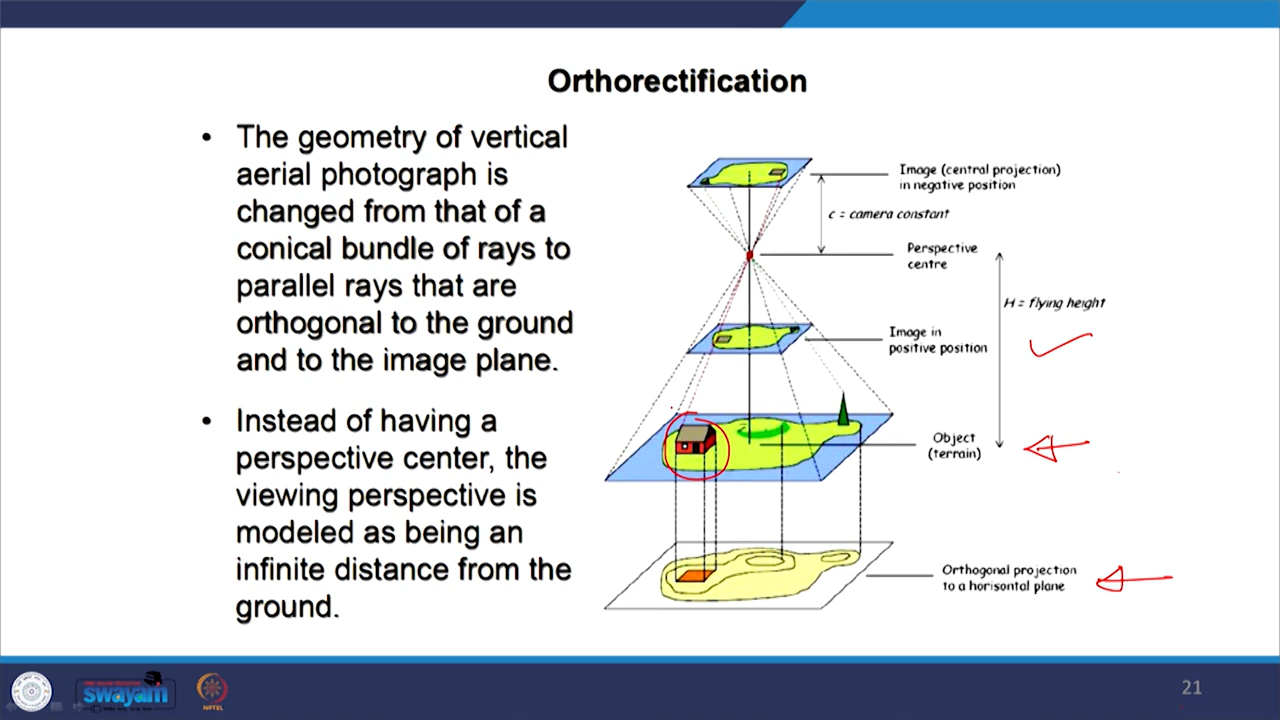 Orthorectification
• The geometry of vertical
aerial photograph is
changed from that of a
conical bundle of rays to
parallel rays that are
orthogonal to the ground
and to the image plane.
• Instead of having a
perspective center, the
viewing perspective is
modeled as being an
infinite distance from the
ground.
Image (central projection)
in negative position
c = camera constant
Perspective
centre
H = flying height
Image in
positive position
Object
(terrain)
Orthogonal projection
to a horisontal plane
swayam
NPTEL
21